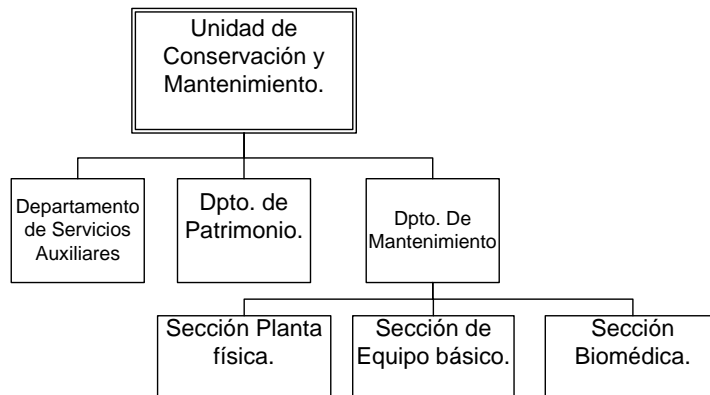 Unidad de
Conservación y
Mantenimiento.
Departamento
de Servicios
Auxiliares
Dpto. de
Patrimonio.
Dpto. De
Mantenimiento
Sección Planta
física.
Sección de
Equipo básico.
Sección
Biomédica.